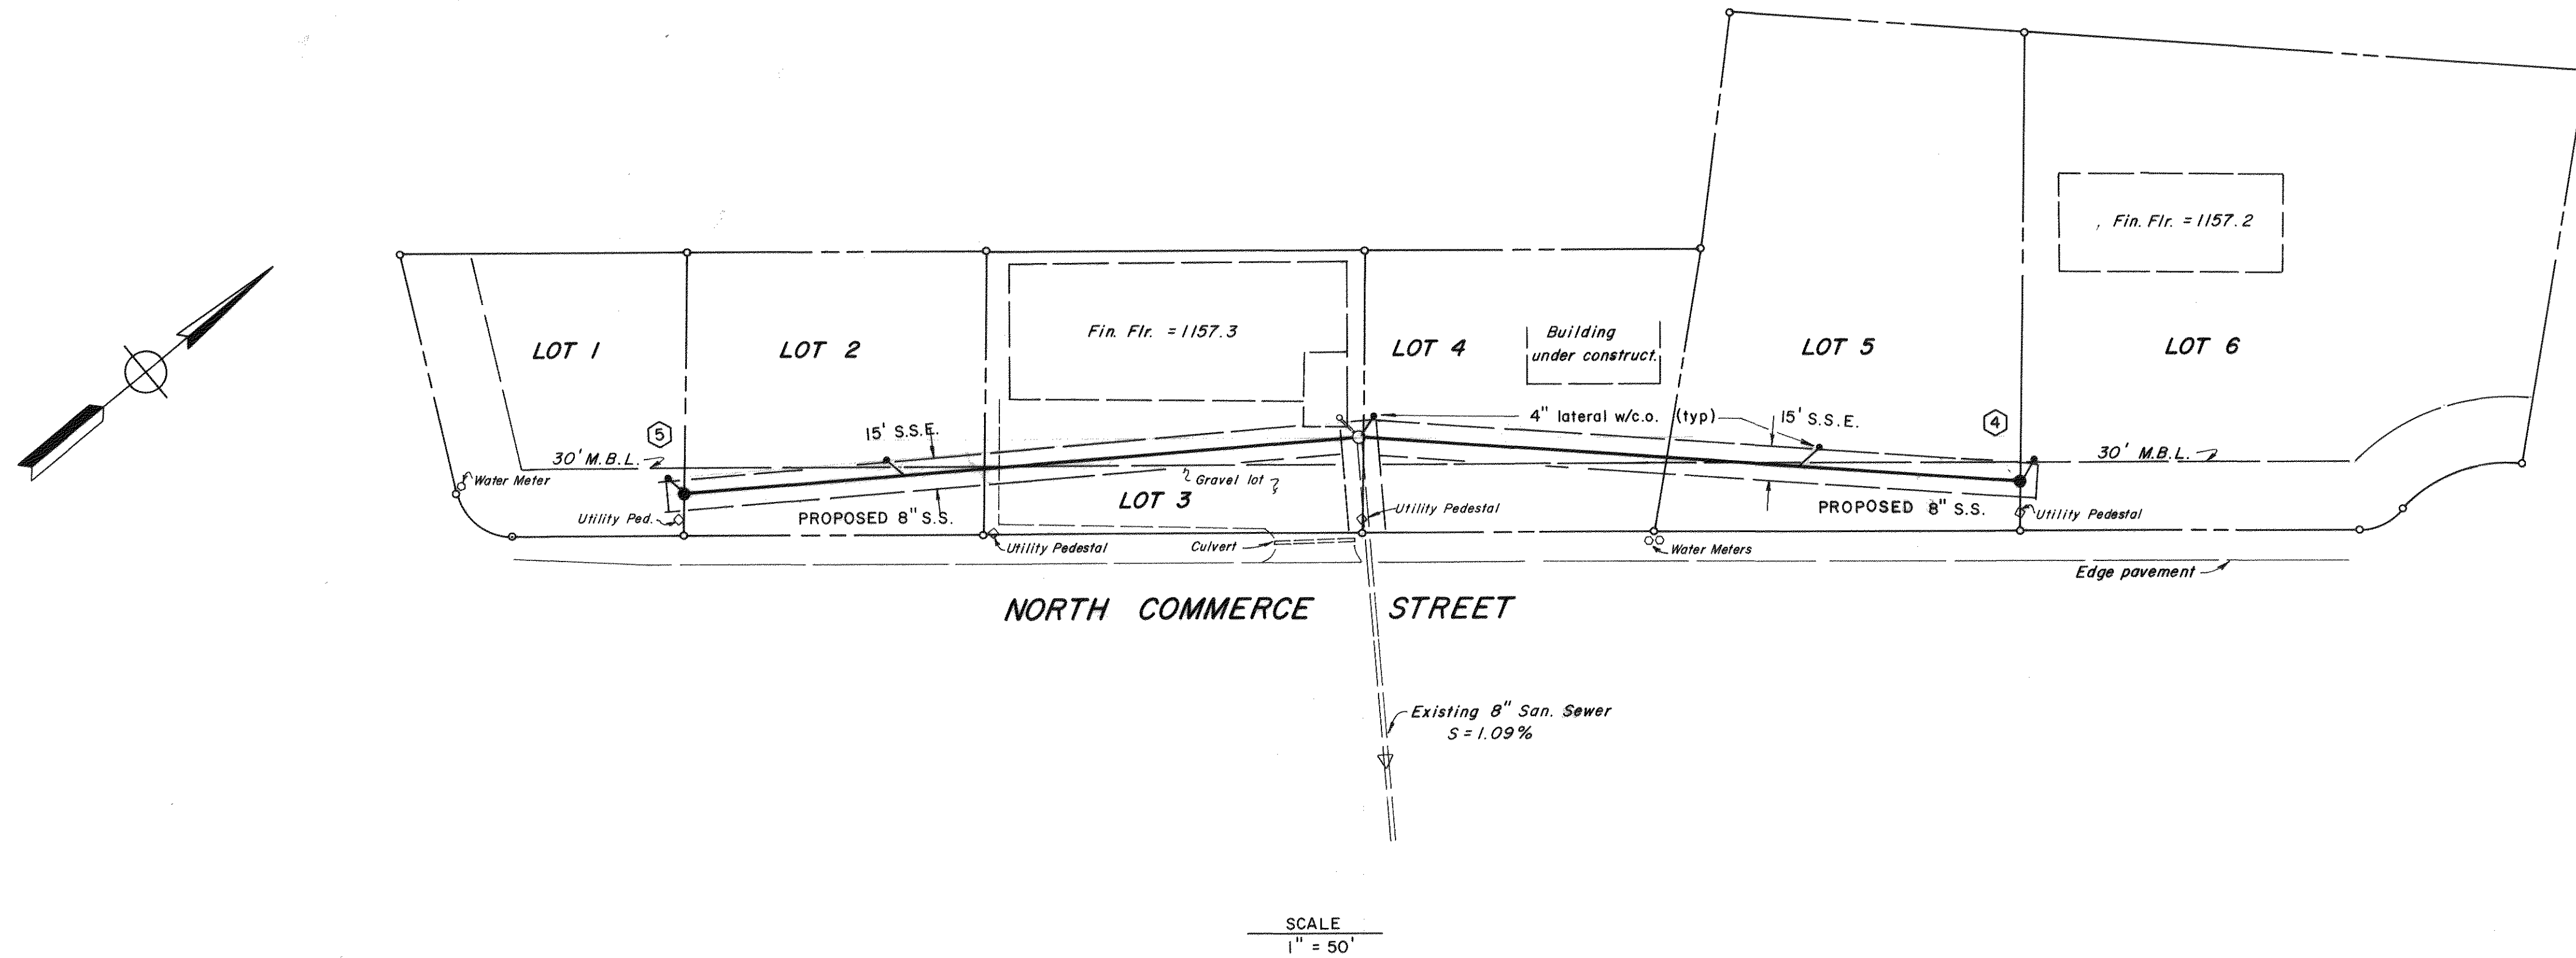 Fin. Flr. = 1157.2
Fin. Flr. = 1157.3
Building
under construct.
LOT 1
LOT 2
LOT 4
LOT 5
LOT 6
4" lateral w/c.o. (typ)
15' S.S.E.
4
5
15' S.S.E.
30' M.B.L.
30' M.B.L.
Water Meter
Gravel lot
LOT 3
Utility Ped.
PROPOSED 8" S.S.
Utility Pedestal
PROPOSED 8" S.S.
Utility Pedestal
Utility Pedestal
Culvert
Water Meters
Edge pavement
NORTH COMMERCE STREET
Existing 8" San. Sewer
S = 1.09%
SCALE
1" = 50'